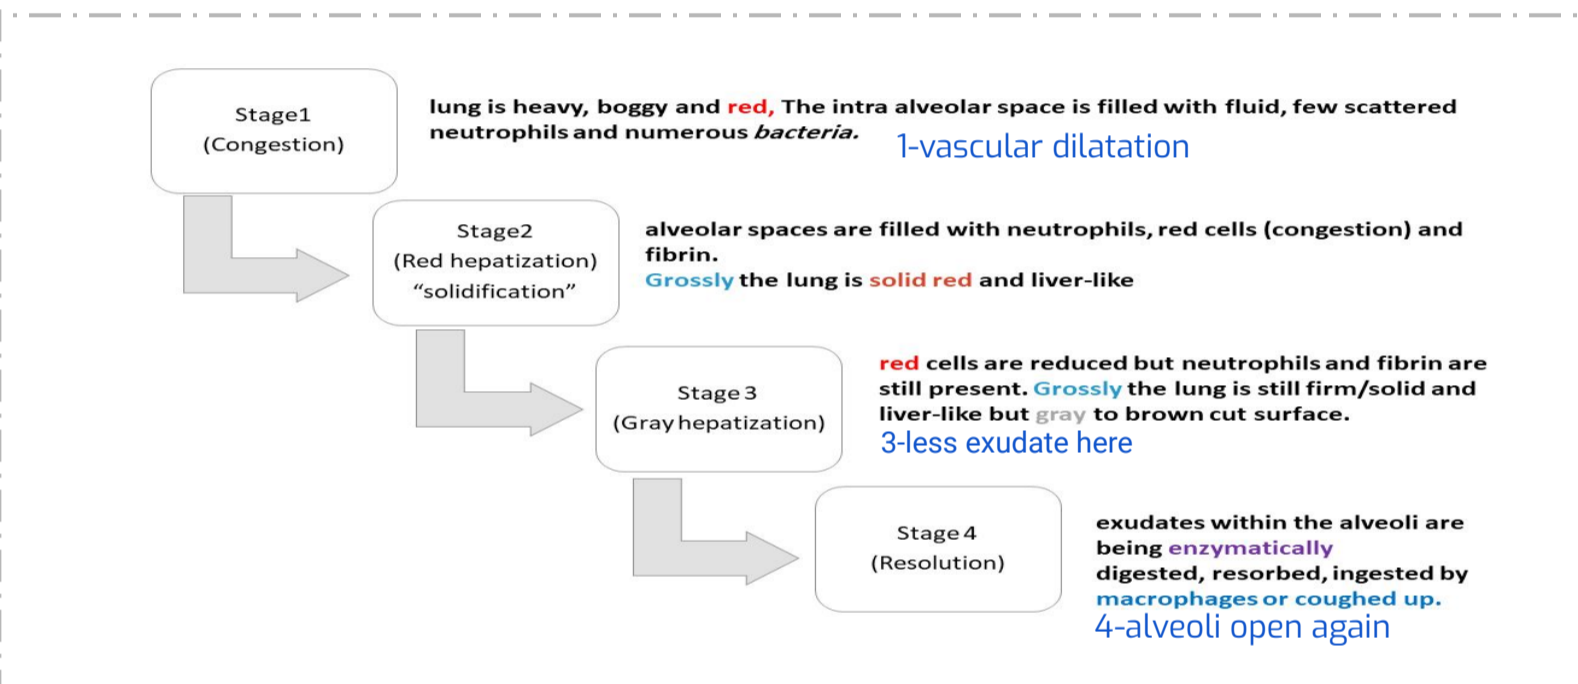 Stage1
(Congestion)
lung is heavy, boggy and red, The intra alveolar space is filled with fluid, few scattered
neutrophils and numerous bacteria.
1-vascular dilatation
Stage2
(Red hepatization)
“solidification”
alveolar spaces are filled with neutrophils, red cells (congestion) and
fibrin.
Grossly the lung is solid red and liver-like
Stage 3
(Gray hepatization)
red cells are reduced but neutrophils and fibrin are
still present. Grossly the lung is still firm/solid and
liver-like but gray to brown cut surface.
3-less exudate here
Stage 4
(Resolution)
exudates within the alveoli are
being enzymatically
digested, resorbed, ingested by
macrophages or coughed up.
4-alveoli open again